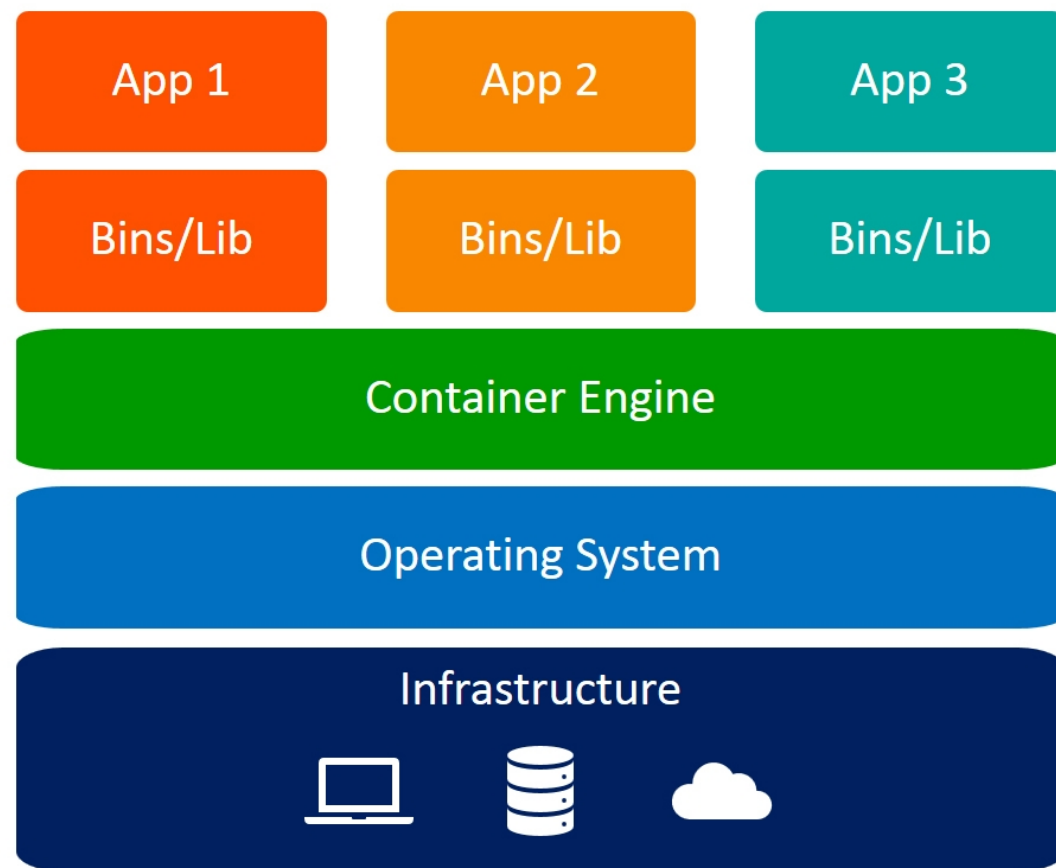 App 1
App 2
App 3
Bins/Lib
Bins/Lib
Bins/Lib
Container Engine
Operating System
Infrastructure